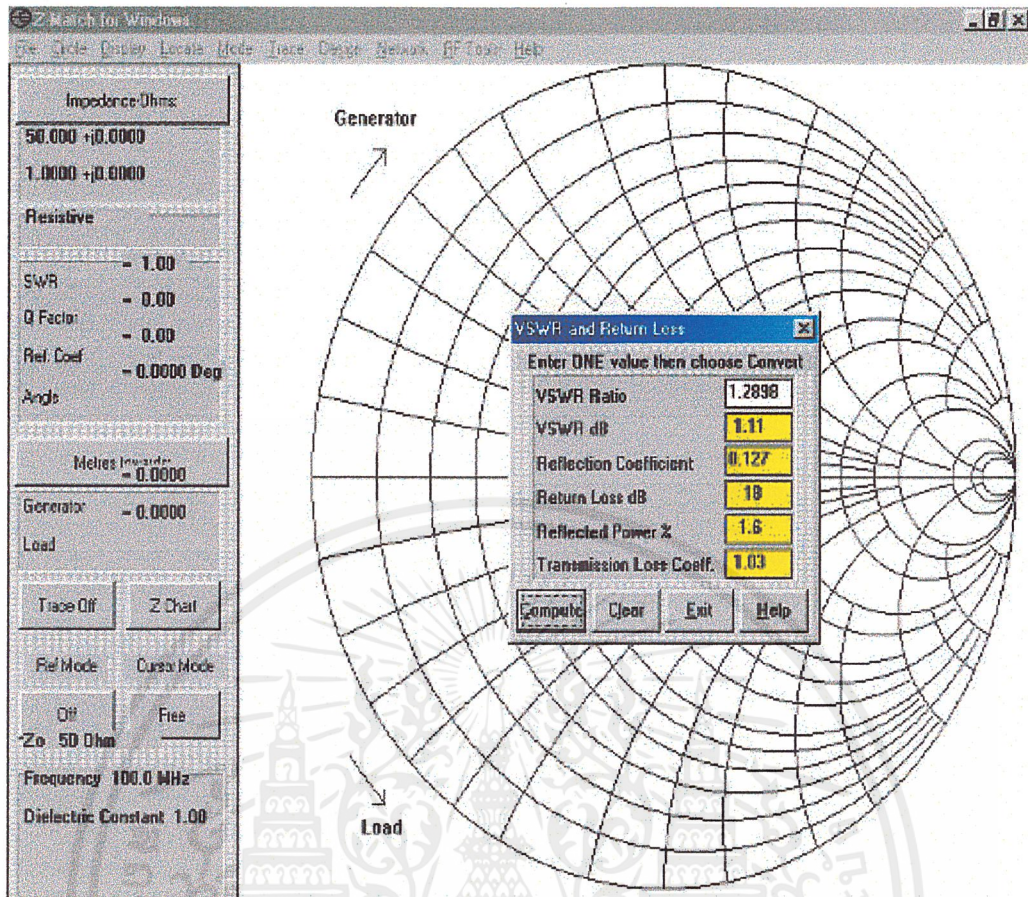 Z Match for Windows
File Circle Display Locate Mode Trace Design Network RF Tools Help
Impedance-Ohms
50.000 +j0.0000
1.0000 +j0.0000
Resistive
= 1.00
SWR
= 0.00
Q Factor
= 0.00
Ref. Coef
= 0.0000 Deg
Angle
Metres towards:
= 0.0000
Generator
= 0.0000
Load
Trace Off Z Chart
Ref Mode Cursor Mode
Off Free
Zo 50 Ohm
Frequency 100.0 MHz
Dielectric Constant 1.00
Generator
VSWR and Return Loss
Enter ONE value then choose Convert
VSWR Ratio 1.2898
VSWR dB 1.11
Reflection Coefficient 0.127
Return Loss dB 18
Reflected Power % 1.6
Transmission Loss Coeff. 1.03
Compute Clear Exit Help
Load